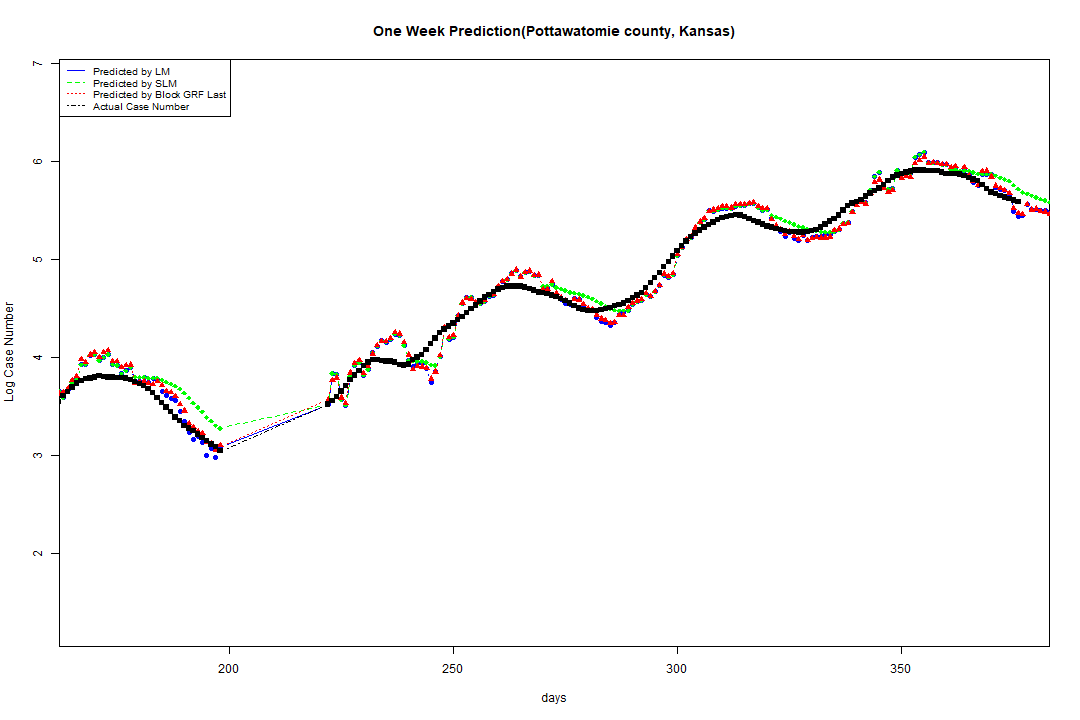 One Week Prediction(Pottawatomie county, Kansas)
Predicted by LM
Predicted by SLM
Predicted by Block GRF Last
Actual Case Number
7
6
5
4
3
2
Log Case Number
200 250 300 350
days